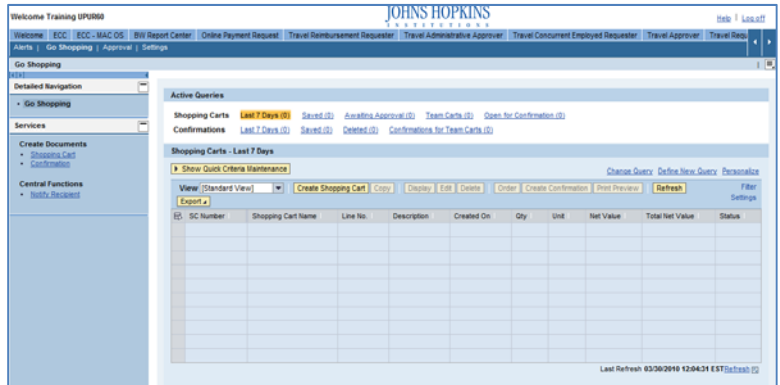 Welcome Training UPUR60
JOHNS HOPKINS
INSTITUTIONS
Help | Log off
Welcome ECC ECC - MAC OS BW Report Center Online Payment Request Travel Reimbursement Requester Travel Administrative Approver Travel Concurrent Employed Requester Travel Approver Travel Requ
Alerts | Go Shopping | Approval | Settings
Go Shopping
Detailed Navigation
• Go Shopping
Services
Create Documents
• Shopping Cart
• Confirmation
Central Functions
• Notify Recipient
Active Queries
Shopping Carts Last 7 Days (0) Saved (0) Awaiting Approval (0) Team Carts (0) Open for Confirmation (0)
Confirmations Last 7 Days (0) Saved (0) Deleted (0) Confirmations for Team Carts (0)
Shopping Carts - Last 7 Days
Show Quick Criteria Maintenance
Change Query Define New Query Personalize
View [Standard View] Create Shopping Cart Copy Display Edit Delete Order Create Confirmation Print Preview Refresh Filter
Export Settings
SC Number Shopping Cart Name Line No. Description Created On Qty Unit Net Value Total Net Value Status
Last Refresh 03/30/2010 12:04:31 EST Refresh